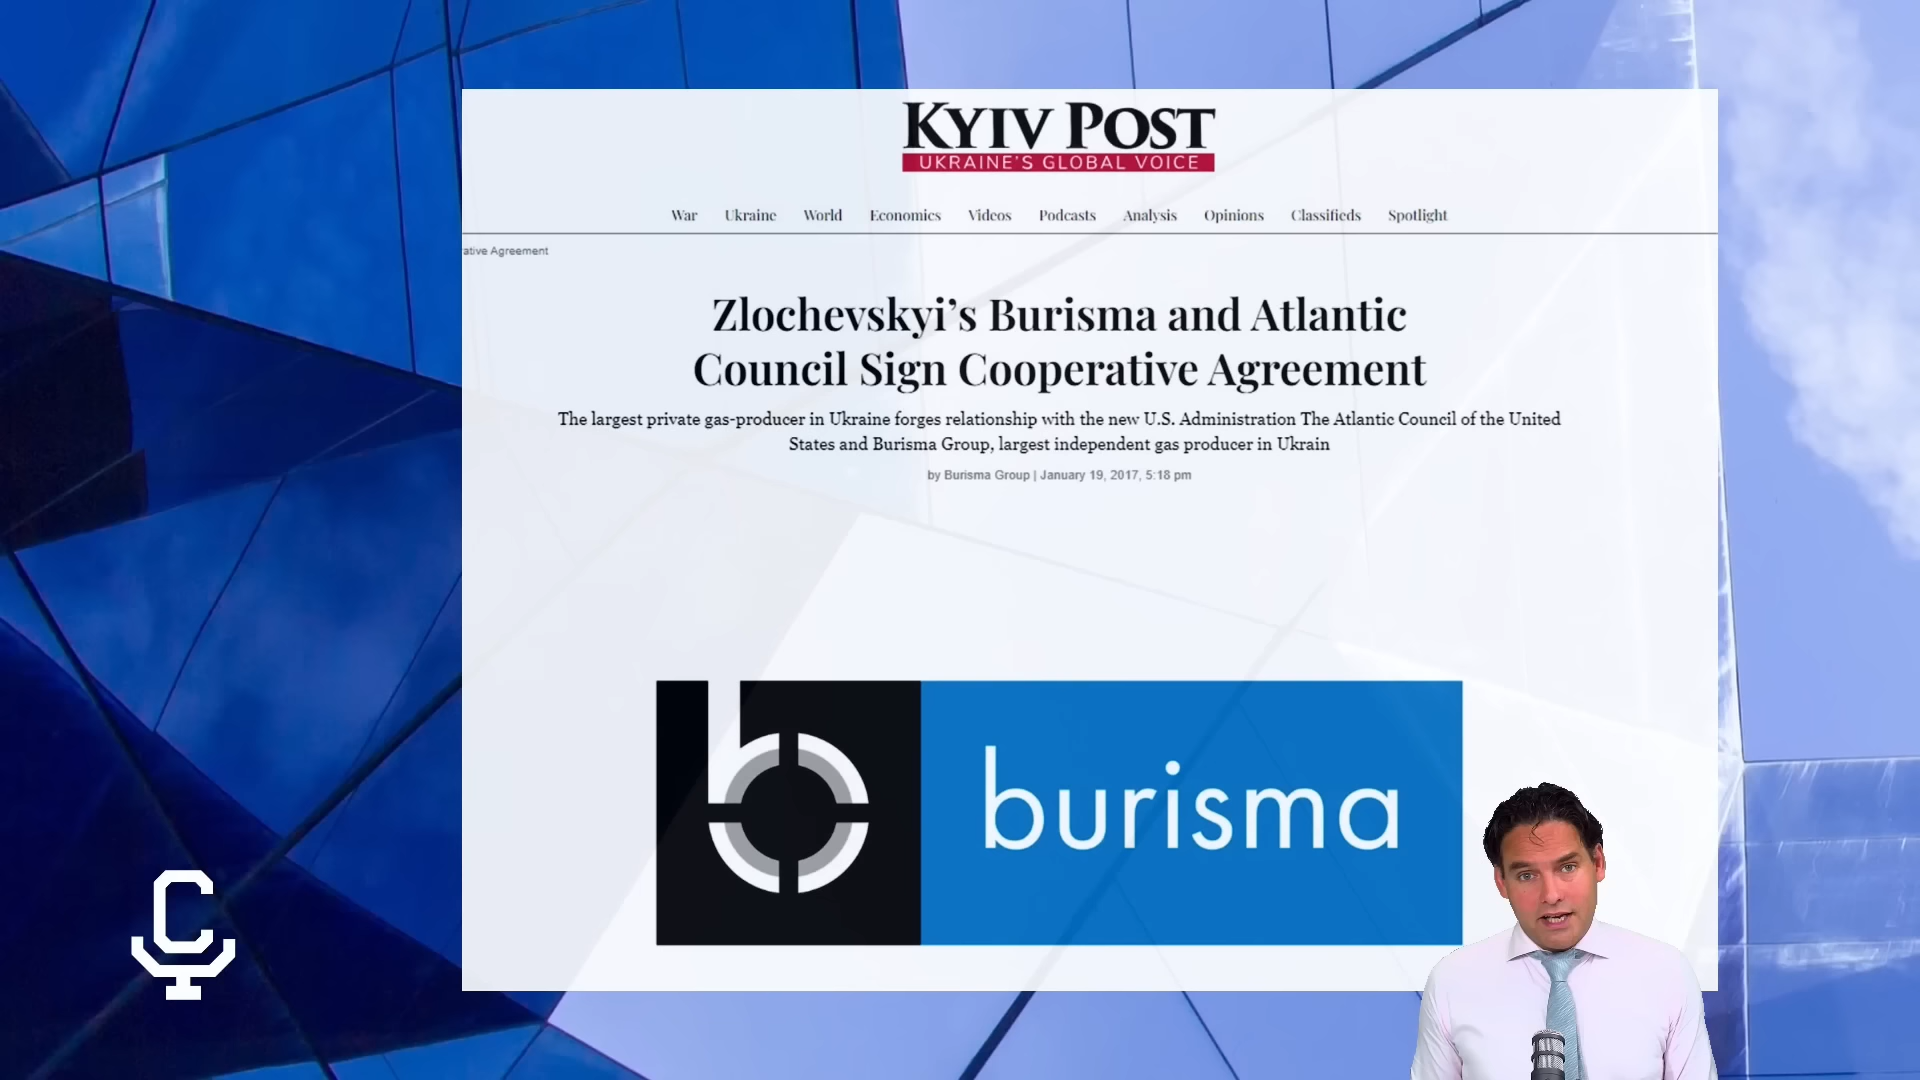 KYIV POST
UKRAINE'S GLOBAL VOICE
War Ukraine World Economics Videos Podcasts Analysis Opinions Classifieds Spotlight
ative Agreement
Zlochevskyi's Burisma and Atlantic
Council Sign Cooperative Agreement
The largest private gas-producer in Ukraine forges relationship with the new U.S. Administration The Atlantic Council of the United
States and Burisma Group, largest independent gas producer in Ukrain
by Burisma Group | January 19, 2017, 5:18 pm
b burisma